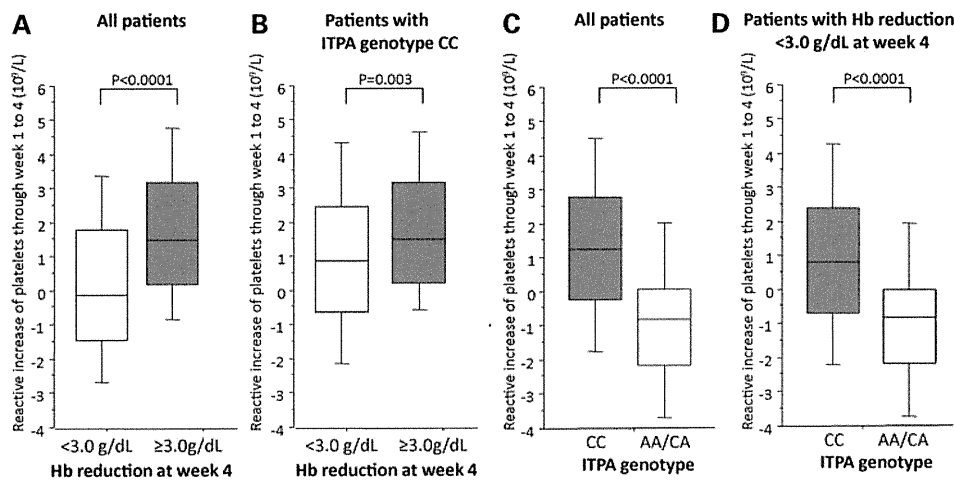 A
All patients
P<0.0001
Reactive increase of platelets through week 1 to 4 (10⁹/L)
6
5
4
3
2
1
0
-1
-2
-3
-4
<3.0 g/dL
≥3.0g/dL
Hb reduction at week 4
B
Patients with
ITPA genotype CC
P=0.003
Reactive increase of platelets through week 1 to 4 (10⁹/L)
6
5
4
3
2
1
0
-1
-2
-3
-4
<3.0 g/dL
≥3.0g/dL
Hb reduction at week 4
C
All patients
P<0.0001
Reactive increase of platelets through week 1 to 4 (10⁹/L)
6
5
4
3
2
1
0
-1
-2
-3
-4
CC
AA/CA
ITPA genotype
D
Patients with Hb reduction
<3.0 g/dL at week 4
P<0.0001
Reactive increase of platelets through week 1 to 4 (10⁹/L)
6
5
4
3
2
1
0
-1
-2
-3
-4
CC
AA/CA
ITPA genotype